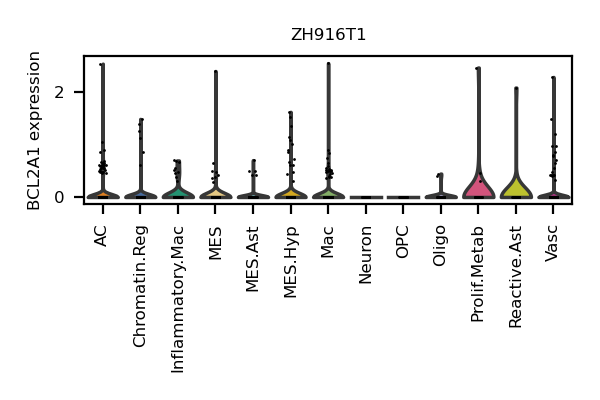 ZH916T1
BCL2A1 expression
2
0
AC
Chromatin.Reg
Inflammatory.Mac
MES
MES.Ast
MES.Hyp
Mac
Neuron
OPC
Oligo
Prolif.Metab
Reactive.Ast
Vasc